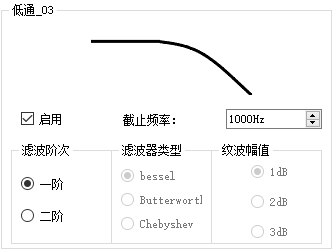 低通_03
启用 截止频率： 1000Hz
滤波阶次 滤波器类型 纹波幅值
一阶 bessel 1dB
二阶 Butterwortl 2dB
Chebyshev 3dB